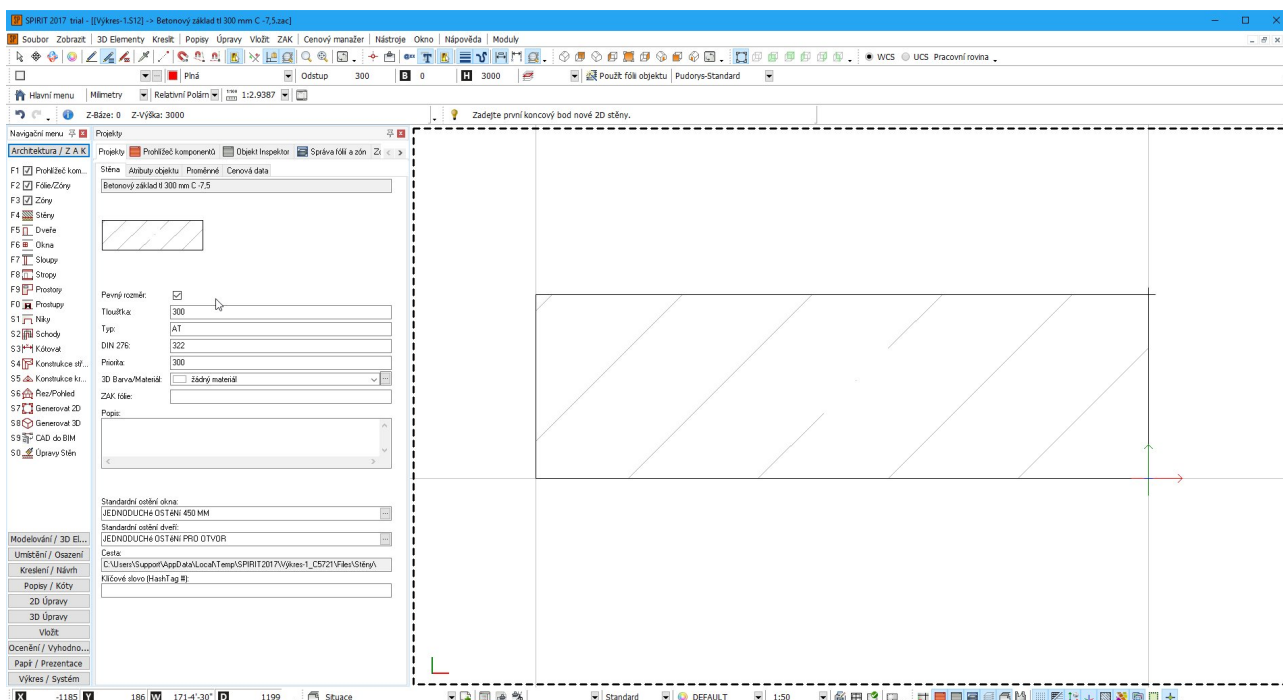 SPIRIT 2017 trial - [[Výkres-1.S12] -> Betonový základ tl 300 mm C -7,5.zac]
Soubor Zobrazit 3D Elementy Kreslit Popisy Úpravy Vložit ZAK Cenový manažer Nástroje Okno Nápověda Moduly
WCS UCS Pracovní rovina
Plná Odstup 300 B 0 H 3000 Použít fólii objektu Pudorys-Standard
Hlavní menu Milimetry Relativní Polárn 1:2.9387
Z-Báze: 0 Z-Výška: 3000 Zadejte první koncový bod nové 2D stěny.
Navigační menu Projekty
Architektura / Z A K Projekty Prohlížeč komponentů Objekt Inspektor Správa fólií a zón
F1 Prohlížeč kom... Stěna Atributy objektu Proměnné Cenová data
F2 Fólie/Zóny Betonový základ tl 300 mm C -7,5
F3 Zóny
F4 Stěny
F5 Dveře
F6 Okna
F7 Sloupy
F8 Stropy
F9 Prostory
F0 Prostupy
S1 Niky
S2 Schody
S3 Kótovat
S4 Konstrukce stř...
S5 Konstrukce kr...
S6 Řez/Pohled
S7 Generovat 2D
S8 Generovat 3D
S9 CAD do BIM
S0 Úpravy Stěn
Pevný rozměr:
Tloušťka: 300
Typ: AT
DIN 276: 322
Priorita: 300
3D Barva/Materiál: žádný materiál
ZAK fólie:
Popis:
Standardní ostění okna:
JEDNODUCHé OSTěNí 450 MM
Standardní ostění dveří:
JEDNODUCHé OSTěNí PRO OTVOR
Cesta:
C:\Users\Support\AppData\Local\Temp\SPIRIT2017\Výkres-1_C5721\Files\Stěny\
Klíčové slovo (HashTag #):
Modelování / 3D El...
Umístění / Osazení
Kreslení / Návrh
Popisy / Kóty
2D Úpravy
3D Úpravy
Vložit
Ocenění / Vyhodno...
Papír / Prezentace
Výkres / Systém
X -1185 Y 186 W 171-4'-30" D 1199 Situace Standard DEFAULT 1:50